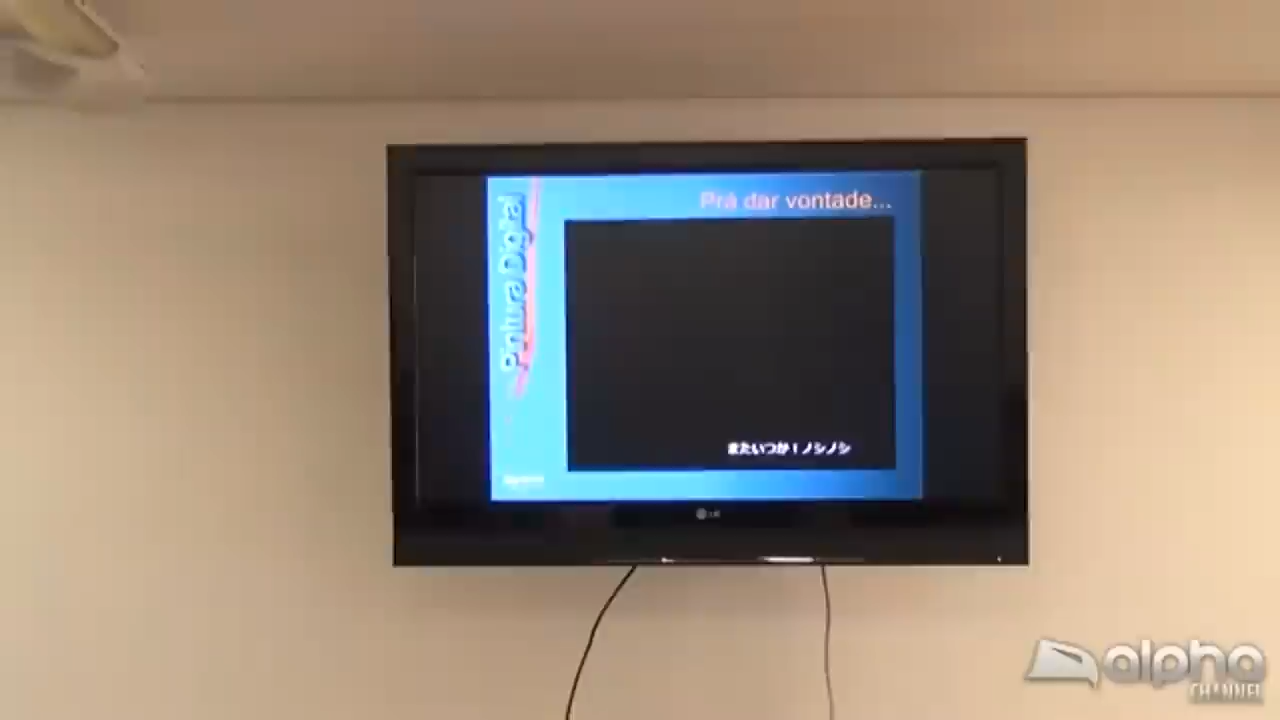 Prá dar vontade...
Pintura Digital
またいつか！ノシノシ
LG
alpha
CHANNEL